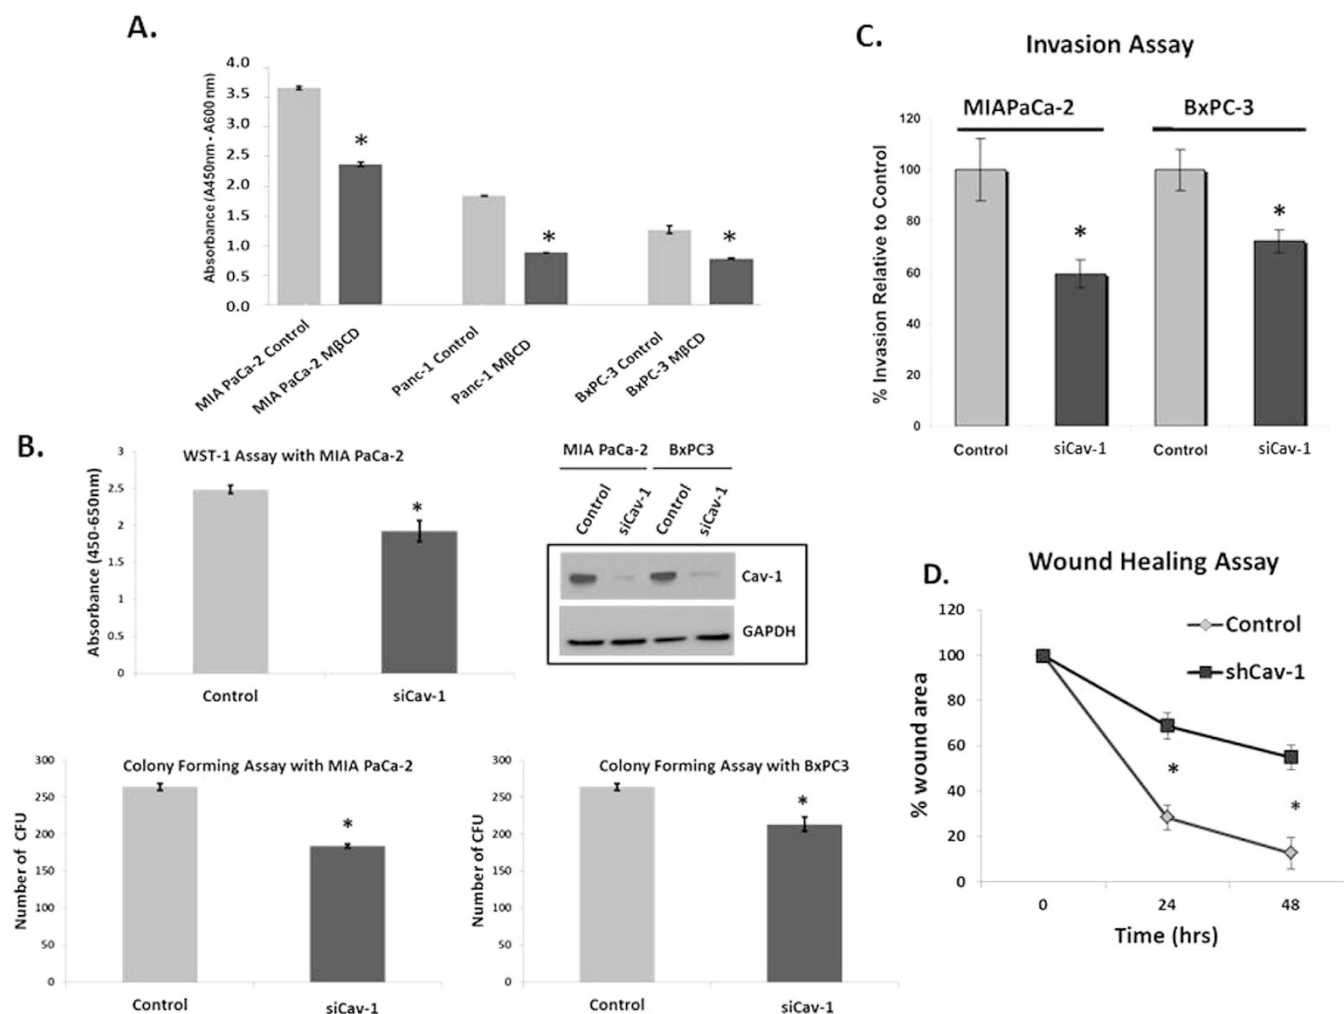 A.
Absorbance (A450nm - A600 nm)
4.0
3.5
3.0
2.5
2.0
1.5
1.0
0.5
0.0
*
*
*
MIA PaCa-2 Control
MIA PaCa-2 MβCD
Panc-1 Control
Panc-1 MβCD
BxPC-3 Control
BxPC-3 MβCD
B.
WST-1 Assay with MIA PaCa-2
Absorbance (450-650nm)
3
2.5
2
1.5
1
0.5
0
*
Control
siCav-1
MIA PaCa-2
BxPC3
Control
siCav-1
Control
siCav-1
Cav-1
GAPDH
Colony Forming Assay with MIA PaCa-2
Number of CFU
300
250
200
150
100
50
0
*
Control
siCav-1
Colony Forming Assay with BxPC3
Number of CFU
300
250
200
150
100
50
0
*
Control
siCav-1
C.
Invasion Assay
MIAPaCa-2
BxPC-3
% Invasion Relative to Control
120
100
80
60
40
20
0
*
*
Control
siCav-1
Control
siCav-1
D.
Wound Healing Assay
% wound area
120
100
80
60
40
20
0
Control
shCav-1
*
*
0
24
48
Time (hrs)